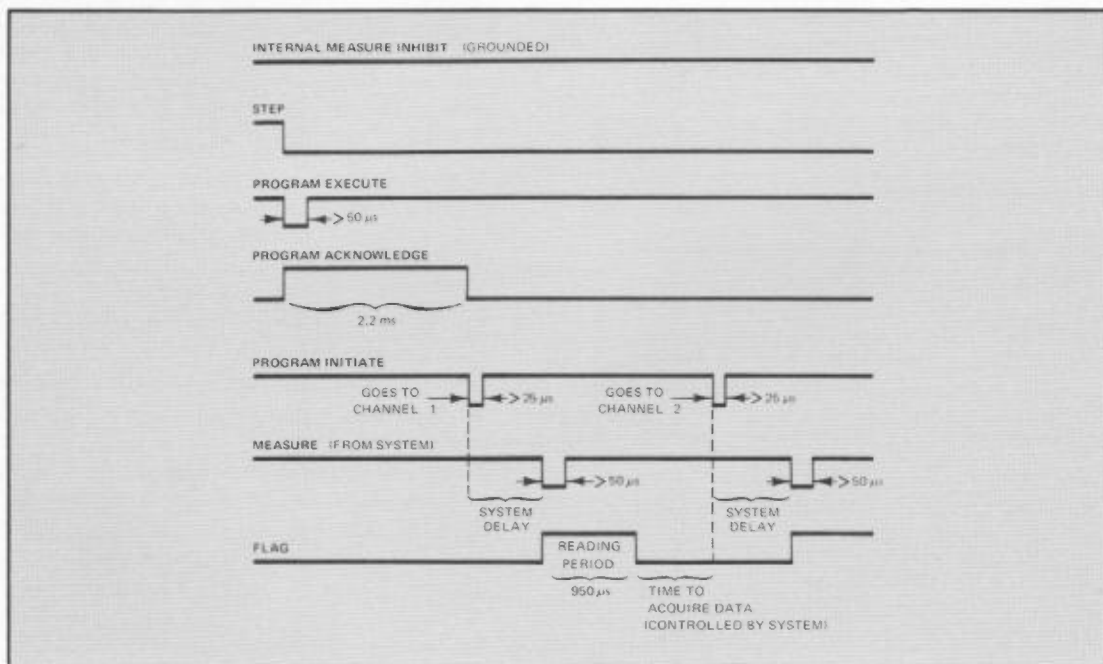 INTERNAL MEASURE INHIBIT (GROUNDED)
STEP
PROGRAM EXECUTE
> 50 µs
PROGRAM ACKNOWLEDGE
2.2 ms
PROGRAM INITIATE
GOES TO
CHANNEL 1
> 25 µs
GOES TO
CHANNEL 2
> 25 µs
MEASURE (FROM SYSTEM)
> 50 µs
> 50 µs
SYSTEM
DELAY
SYSTEM
DELAY
FLAG
READING
PERIOD
950 µs
TIME TO
ACQUIRE DATA
(CONTROLLED BY SYSTEM)